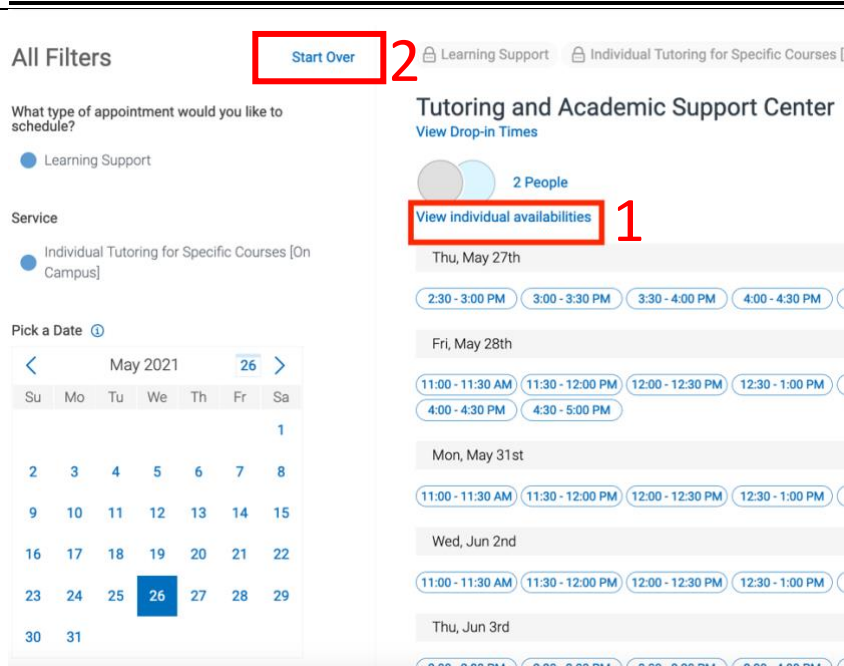 All Filters
Start Over
2
What type of appointment would you like to
schedule?
Learning Support
Service
Individual Tutoring for Specific Courses [On
Campus]
Pick a Date
May 2021
26
Su Mo Tu We Th Fr Sa
1
2 3 4 5 6 7 8
9 10 11 12 13 14 15
16 17 18 19 20 21 22
23 24 25 26 27 28 29
30 31
Learning Support Individual Tutoring for Specific Courses [
Tutoring and Academic Support Center
View Drop-in Times
2 People
View individual availabilities
1
Thu, May 27th
2:30 - 3:00 PM 3:00 - 3:30 PM 3:30 - 4:00 PM 4:00 - 4:30 PM
Fri, May 28th
11:00 - 11:30 AM 11:30 - 12:00 PM 12:00 - 12:30 PM 12:30 - 1:00 PM
4:00 - 4:30 PM 4:30 - 5:00 PM
Mon, May 31st
11:00 - 11:30 AM 11:30 - 12:00 PM 12:00 - 12:30 PM 12:30 - 1:00 PM
Wed, Jun 2nd
11:00 - 11:30 AM 11:30 - 12:00 PM 12:00 - 12:30 PM 12:30 - 1:00 PM
Thu, Jun 3rd